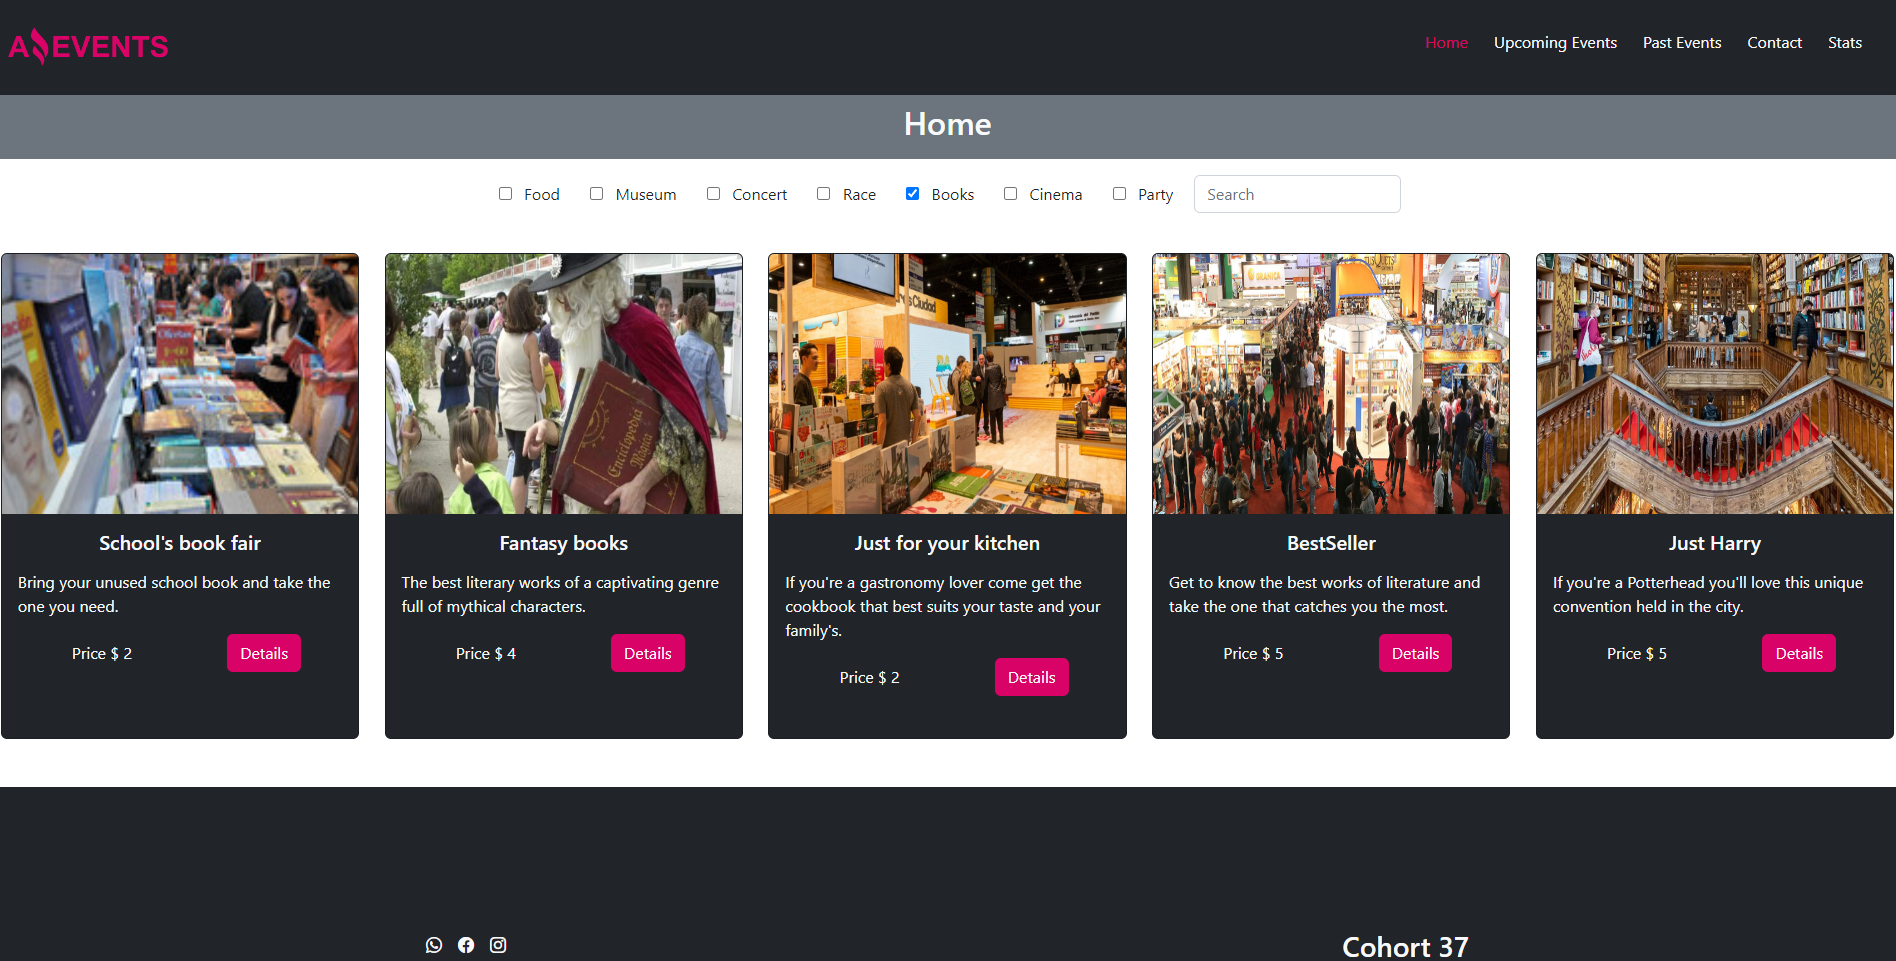 A EVENTS
Home Upcoming Events Past Events Contact Stats
Home
Food Museum Concert Race Books Cinema Party Search
GRANICA
Enciclopedia
Mágica
School's book fair
Bring your unused school book and take the
one you need.
Price $ 2 Details
Fantasy books
The best literary works of a captivating genre
full of mythical characters.
Price $ 4 Details
Just for your kitchen
If you're a gastronomy lover come get the
cookbook that best suits your taste and your
family's.
Price $ 2 Details
BestSeller
Get to know the best works of literature and
take the one that catches you the most.
Price $ 5 Details
Just Harry
If you're a Potterhead you'll love this unique
convention held in the city.
Price $ 5 Details
Cohort 37